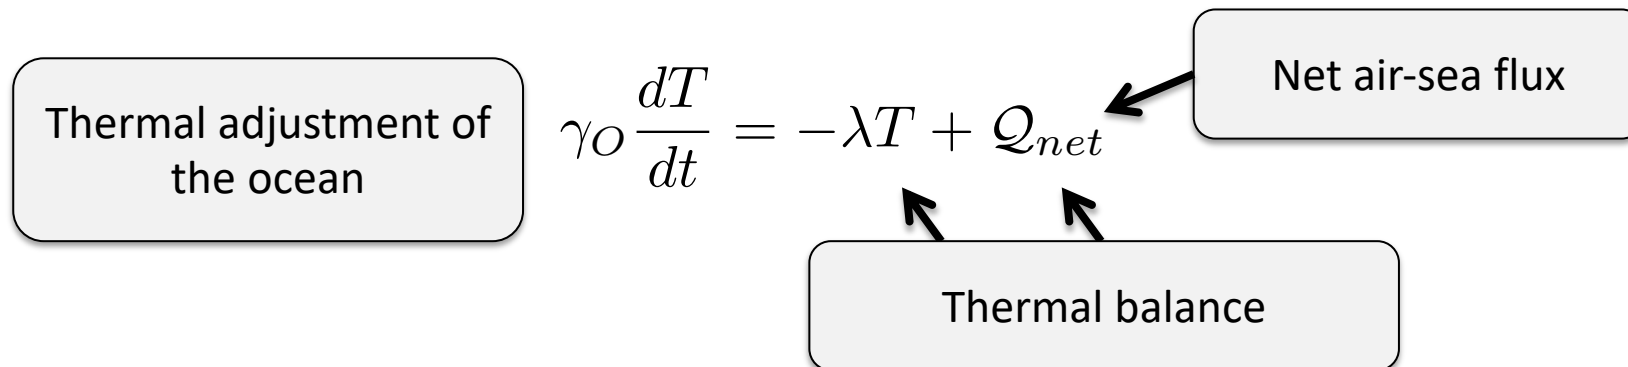 Net air-sea flux
Thermal adjustment of
the ocean
γ_O dT/dt = −λT + 𝒬_net
Thermal balance